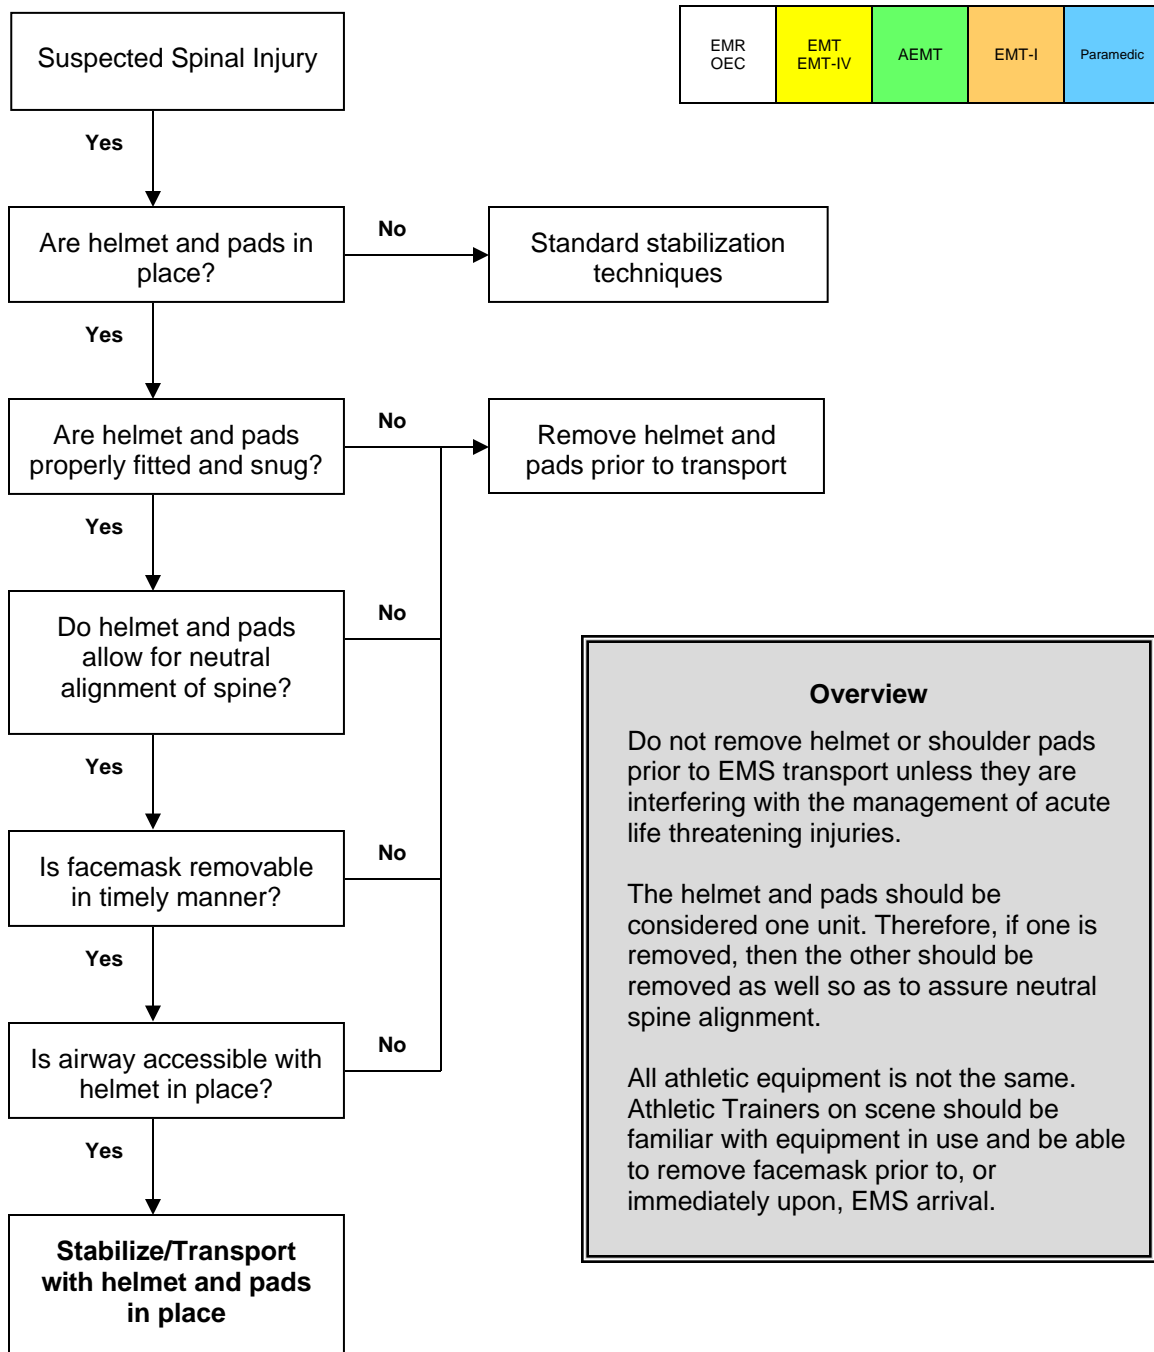 Suspected Spinal Injury
EMR
OEC
EMT
EMT-IV
AEMT
EMT-I
Paramedic
Yes
Are helmet and pads in
place?
No
Standard stabilization
techniques
Yes
Are helmet and pads
properly fitted and snug?
No
Remove helmet and
pads prior to transport
Yes
Do helmet and pads
allow for neutral
alignment of spine?
No
Yes
Is facemask removable
in timely manner?
No
Yes
Is airway accessible with
helmet in place?
No
Yes
Stabilize/Transport
with helmet and pads
in place
Overview
Do not remove helmet or shoulder pads
prior to EMS transport unless they are
interfering with the management of acute
life threatening injuries.
The helmet and pads should be
considered one unit. Therefore, if one is
removed, then the other should be
removed as well so as to assure neutral
spine alignment.
All athletic equipment is not the same.
Athletic Trainers on scene should be
familiar with equipment in use and be able
to remove facemask prior to, or
immediately upon, EMS arrival.